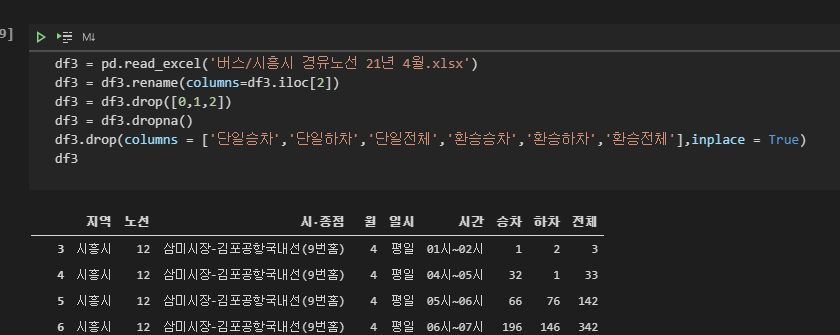 9]
M↓
df3 = pd.read_excel('버스/시흥시 경유노선 21년 4월.xlsx')
df3 = df3.rename(columns=df3.iloc[2])
df3 = df3.drop([0,1,2])
df3 = df3.dropna()
df3.drop(columns = ['단일승차','단일하차','단일전체','환승승차','환승하차','환승전체'],inplace = True)
df3
지역 노선 시·종점 월 일시 시간 승차 하차 전체
3 시흥시 12 삼미시장-김포공항국내선(9번홈) 4 평일 01시~02시 1 2 3
4 시흥시 12 삼미시장-김포공항국내선(9번홈) 4 평일 04시~05시 32 1 33
5 시흥시 12 삼미시장-김포공항국내선(9번홈) 4 평일 05시~06시 66 76 142
6 시흥시 12 삼미시장-김포공항국내선(9번홈) 4 평일 06시~07시 196 146 342